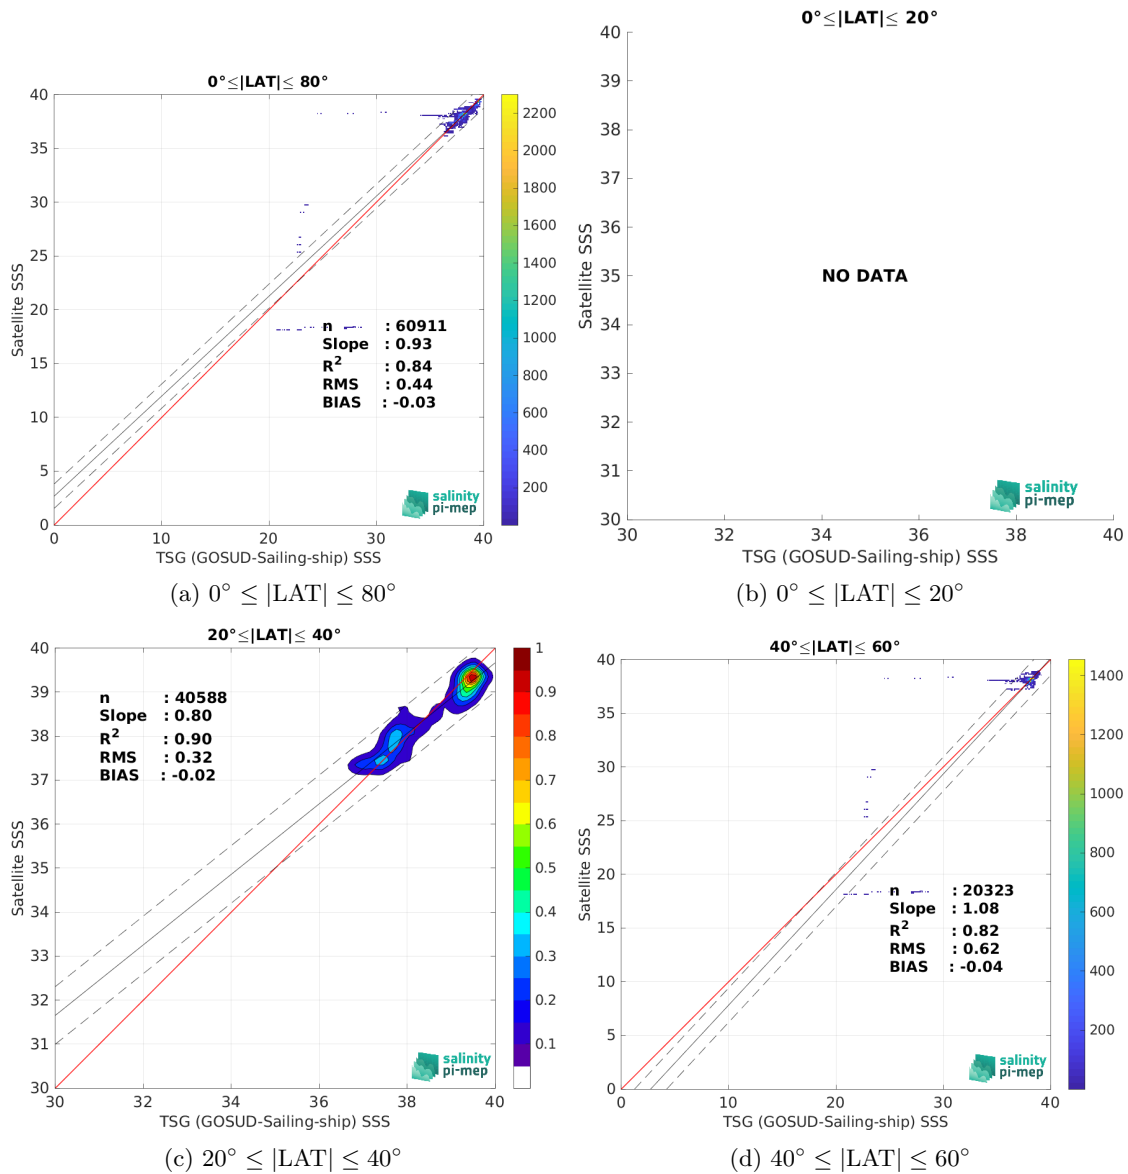 0°≤|LAT|≤ 80°
40
35
30
25
20
15
10
5
0
Satellite SSS
n : 60911
Slope : 0.93
R² : 0.84
RMS : 0.44
BIAS : -0.03
salinity
pi-mep
0 10 20 30 40
TSG (GOSUD-Sailing-ship) SSS
2200
2000
1800
1600
1400
1200
1000
800
600
400
200
(a) 0° ≤ |LAT| ≤ 80°
0°≤|LAT|≤ 20°
40
39
38
37
36
35
34
33
32
31
30
Satellite SSS
NO DATA
salinity
pi-mep
30 32 34 36 38 40
TSG (GOSUD-Sailing-ship) SSS
(b) 0° ≤ |LAT| ≤ 20°
20°≤|LAT|≤ 40°
40
39
38
37
36
35
34
33
32
31
30
Satellite SSS
n : 40588
Slope : 0.80
R² : 0.90
RMS : 0.32
BIAS : -0.02
salinity
pi-mep
30 32 34 36 38 40
TSG (GOSUD-Sailing-ship) SSS
1
0.9
0.8
0.7
0.6
0.5
0.4
0.3
0.2
0.1
(c) 20° ≤ |LAT| ≤ 40°
40°≤|LAT|≤ 60°
40
35
30
25
20
15
10
5
0
Satellite SSS
n : 20323
Slope : 1.08
R² : 0.82
RMS : 0.62
BIAS : -0.04
salinity
pi-mep
0 10 20 30 40
TSG (GOSUD-Sailing-ship) SSS
1400
1200
1000
800
600
400
200
(d) 40° ≤ |LAT| ≤ 60°